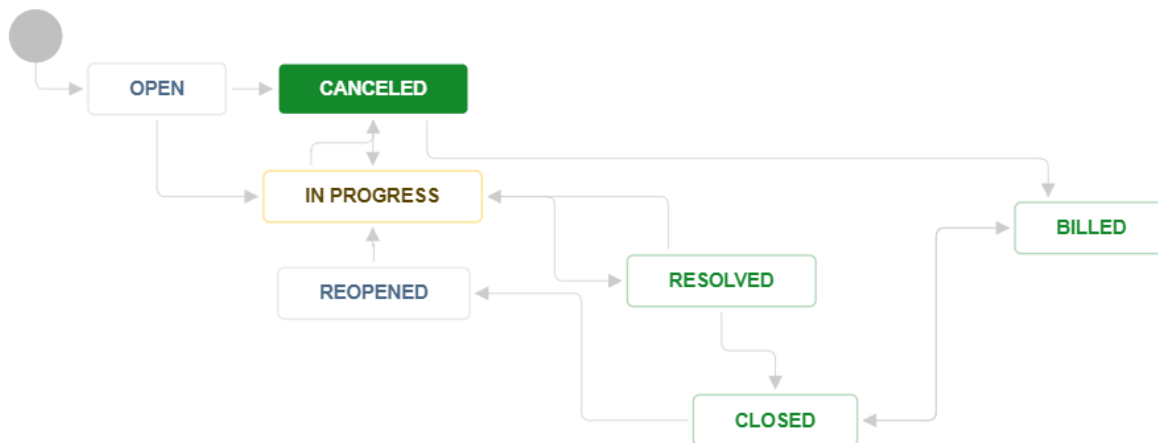 OPEN
CANCELED
IN PROGRESS
BILLED
RESOLVED
REOPENED
CLOSED